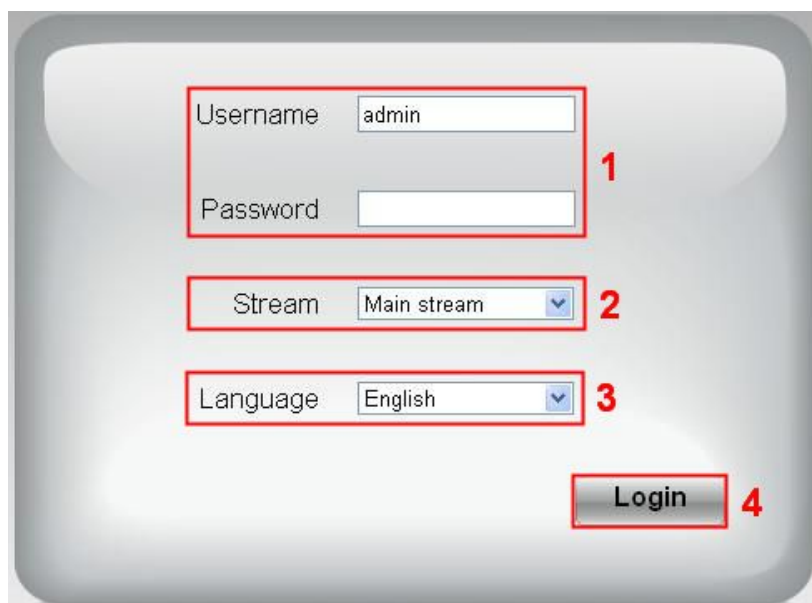 Username admin
1
Password
Stream Main stream 2
Language English 3
Login 4